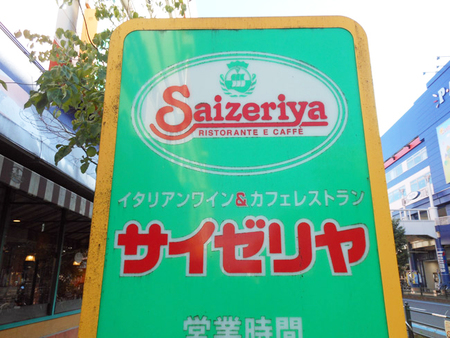 Saizeriya
RISTORANTE E CAFFÈ
イタリアンワイン&カフェレストラン
サイゼリヤ
営業時間